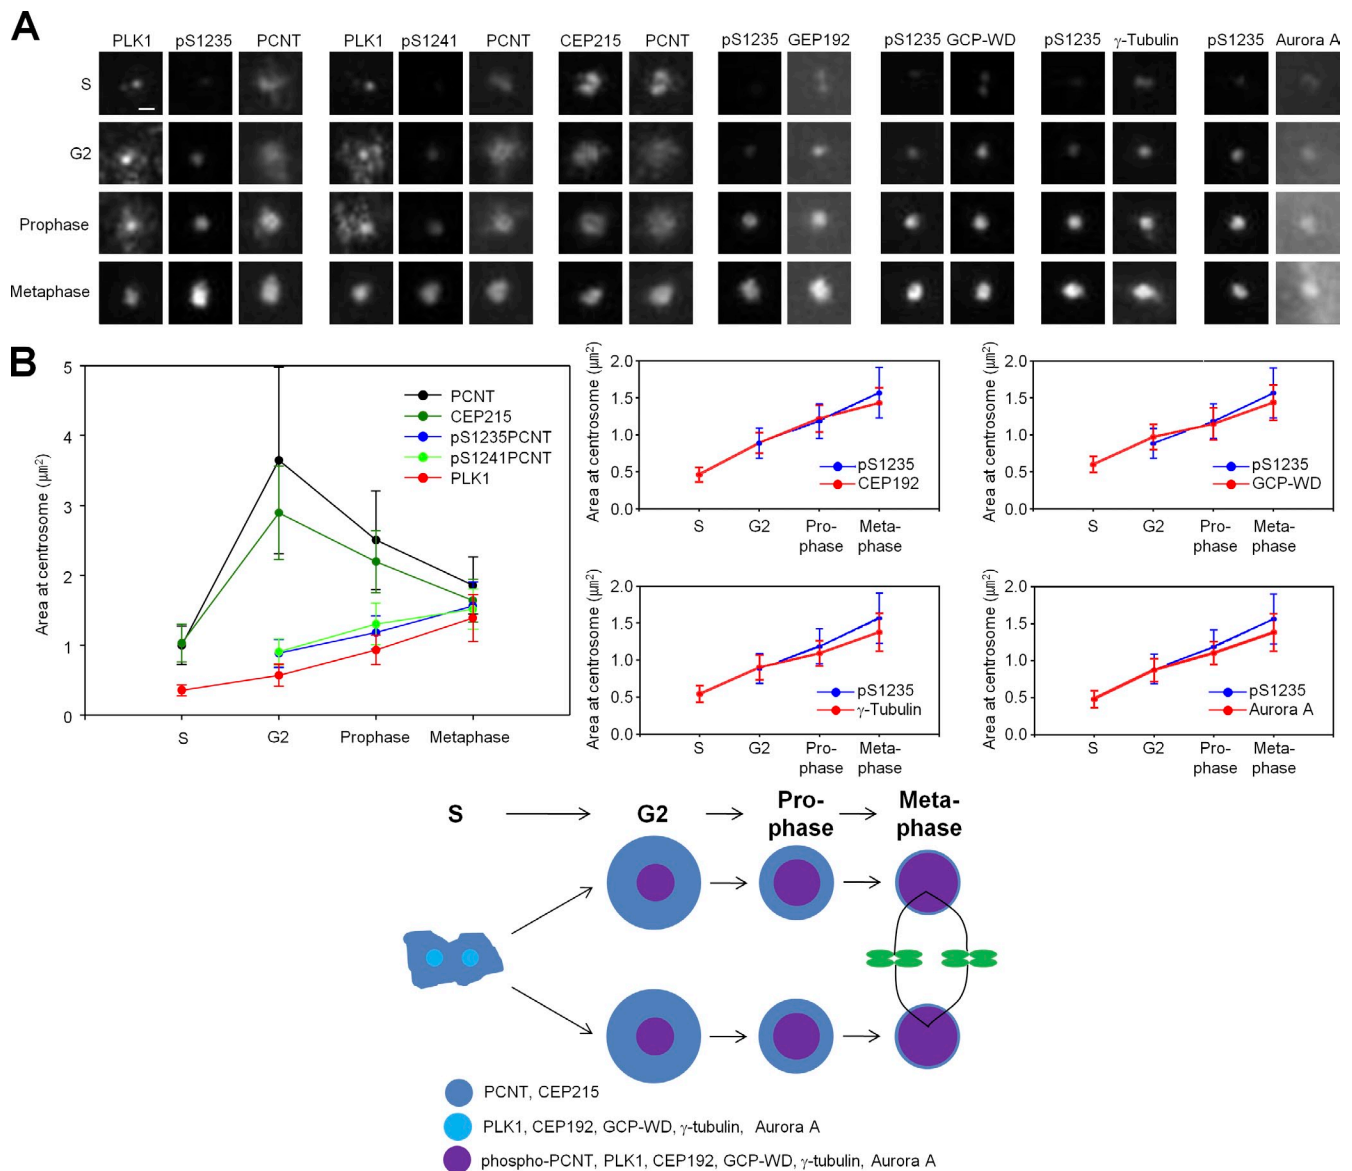 A
PLK1 pS1235 PCNT PLK1 pS1241 PCNT CEP215 PCNT pS1235 GEP192 pS1235 GCP-WD pS1235 γ-Tubulin pS1235 Aurora A
S
G2
Prophase
Metaphase
B
Area at centrosome (μm²)
5
4
3
2
1
0
PCNT
CEP215
pS1235PCNT
pS1241PCNT
PLK1
S G2 Prophase Metaphase
Area at centrosome (μm²)
2.0
1.5
1.0
0.5
0.0
pS1235
CEP192
S G2 Pro- Meta-
phase phase
Area at centrosome (μm²)
2.0
1.5
1.0
0.5
0.0
pS1235
GCP-WD
S G2 Pro- Meta-
phase phase
Area at centrosome (μm²)
2.0
1.5
1.0
0.5
0.0
pS1235
γ-Tubulin
S G2 Pro- Meta-
phase phase
Area at centrosome (μm²)
2.0
1.5
1.0
0.5
0.0
pS1235
Aurora A
S G2 Pro- Meta-
phase phase
S G2 Pro- Meta-
phase phase
PCNT, CEP215
PLK1, CEP192, GCP-WD, γ-tubulin, Aurora A
phospho-PCNT, PLK1, CEP192, GCP-WD, γ-tubulin, Aurora A